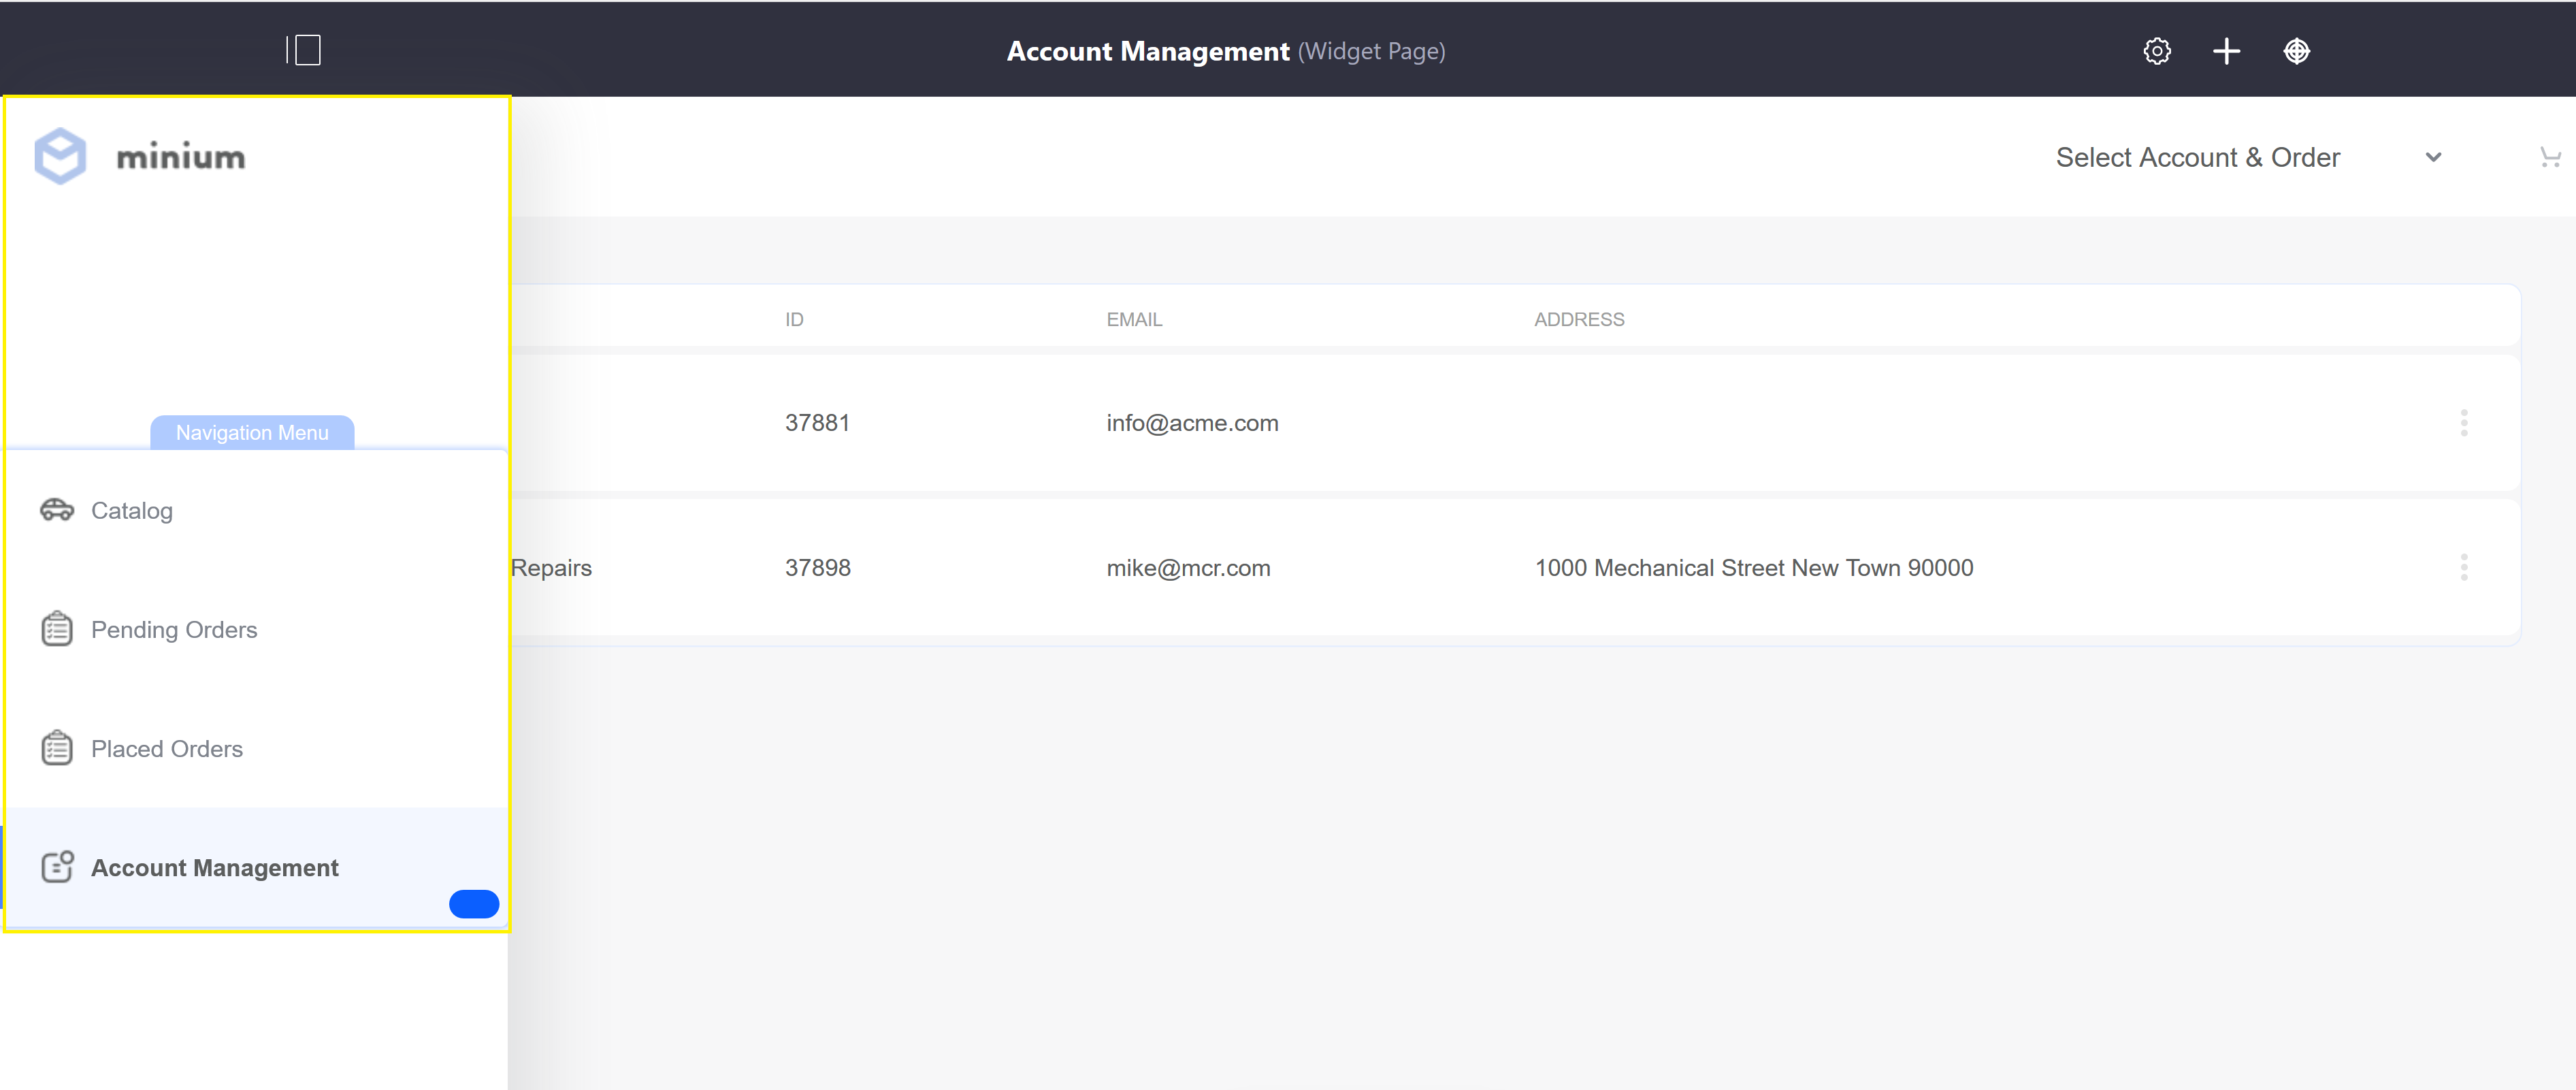 Account Management (Widget Page)
minium
Select Account & Order
ID EMAIL ADDRESS
37881 info@acme.com
Navigation Menu
Catalog
Repairs 37898 mike@mcr.com 1000 Mechanical Street New Town 90000
Pending Orders
Placed Orders
Account Management